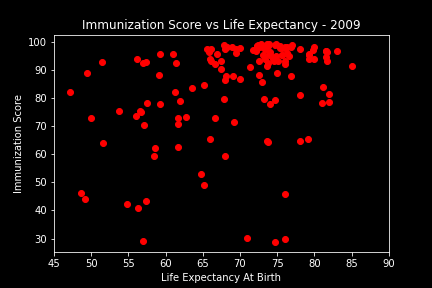 Immunization Score vs Life Expectancy - 2009
Immunization Score
100
90
80
70
60
50
40
30
45 50 55 60 65 70 75 80 85 90
Life Expectancy At Birth